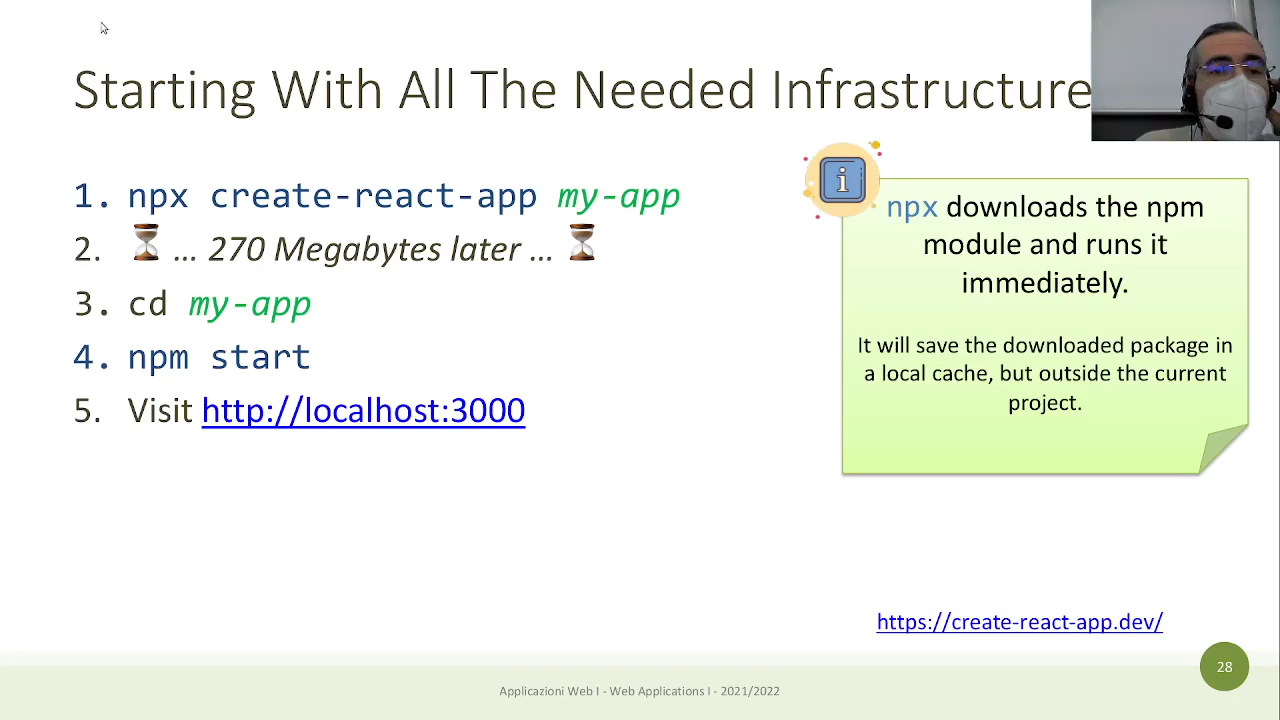 Starting With All The Needed Infrastructure
1. npx create-react-app my-app
2. … 270 Megabytes later …
3. cd my-app
4. npm start
5. Visit http://localhost:3000
i
npx downloads the npm
module and runs it
immediately.
It will save the downloaded package in
a local cache, but outside the current
project.
https://create-react-app.dev/
28
Applicazioni Web I - Web Applications I - 2021/2022